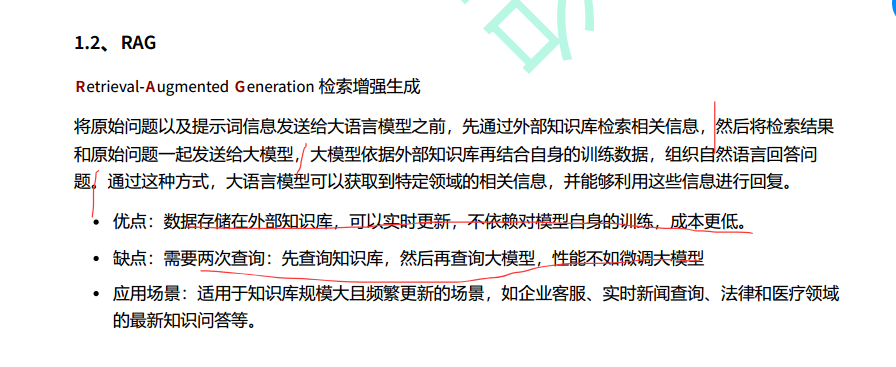 1.2、RAG
Retrieval-Augmented Generation 检索增强生成
将原始问题以及提示词信息发送给大语言模型之前，先通过外部知识库检索相关信息，然后将检索结果
和原始问题一起发送给大模型，大模型依据外部知识库再结合自身的训练数据，组织自然语言回答问
题。通过这种方式，大语言模型可以获取到特定领域的相关信息，并能够利用这些信息进行回复。
• 优点：数据存储在外部知识库，可以实时更新，不依赖对模型自身的训练，成本更低。
• 缺点：需要两次查询：先查询知识库，然后再查询大模型，性能不如微调大模型
• 应用场景：适用于知识库规模大且频繁更新的场景，如企业客服、实时新闻查询、法律和医疗领域
的最新知识问答等。